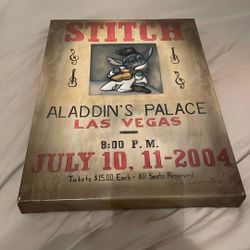 STITCH
ALADDIN'S PALACE
LAS VEGAS
8:00 P.M.
JULY 10, 11-2004
Tickets $15.00 Each - All Seats Reserved